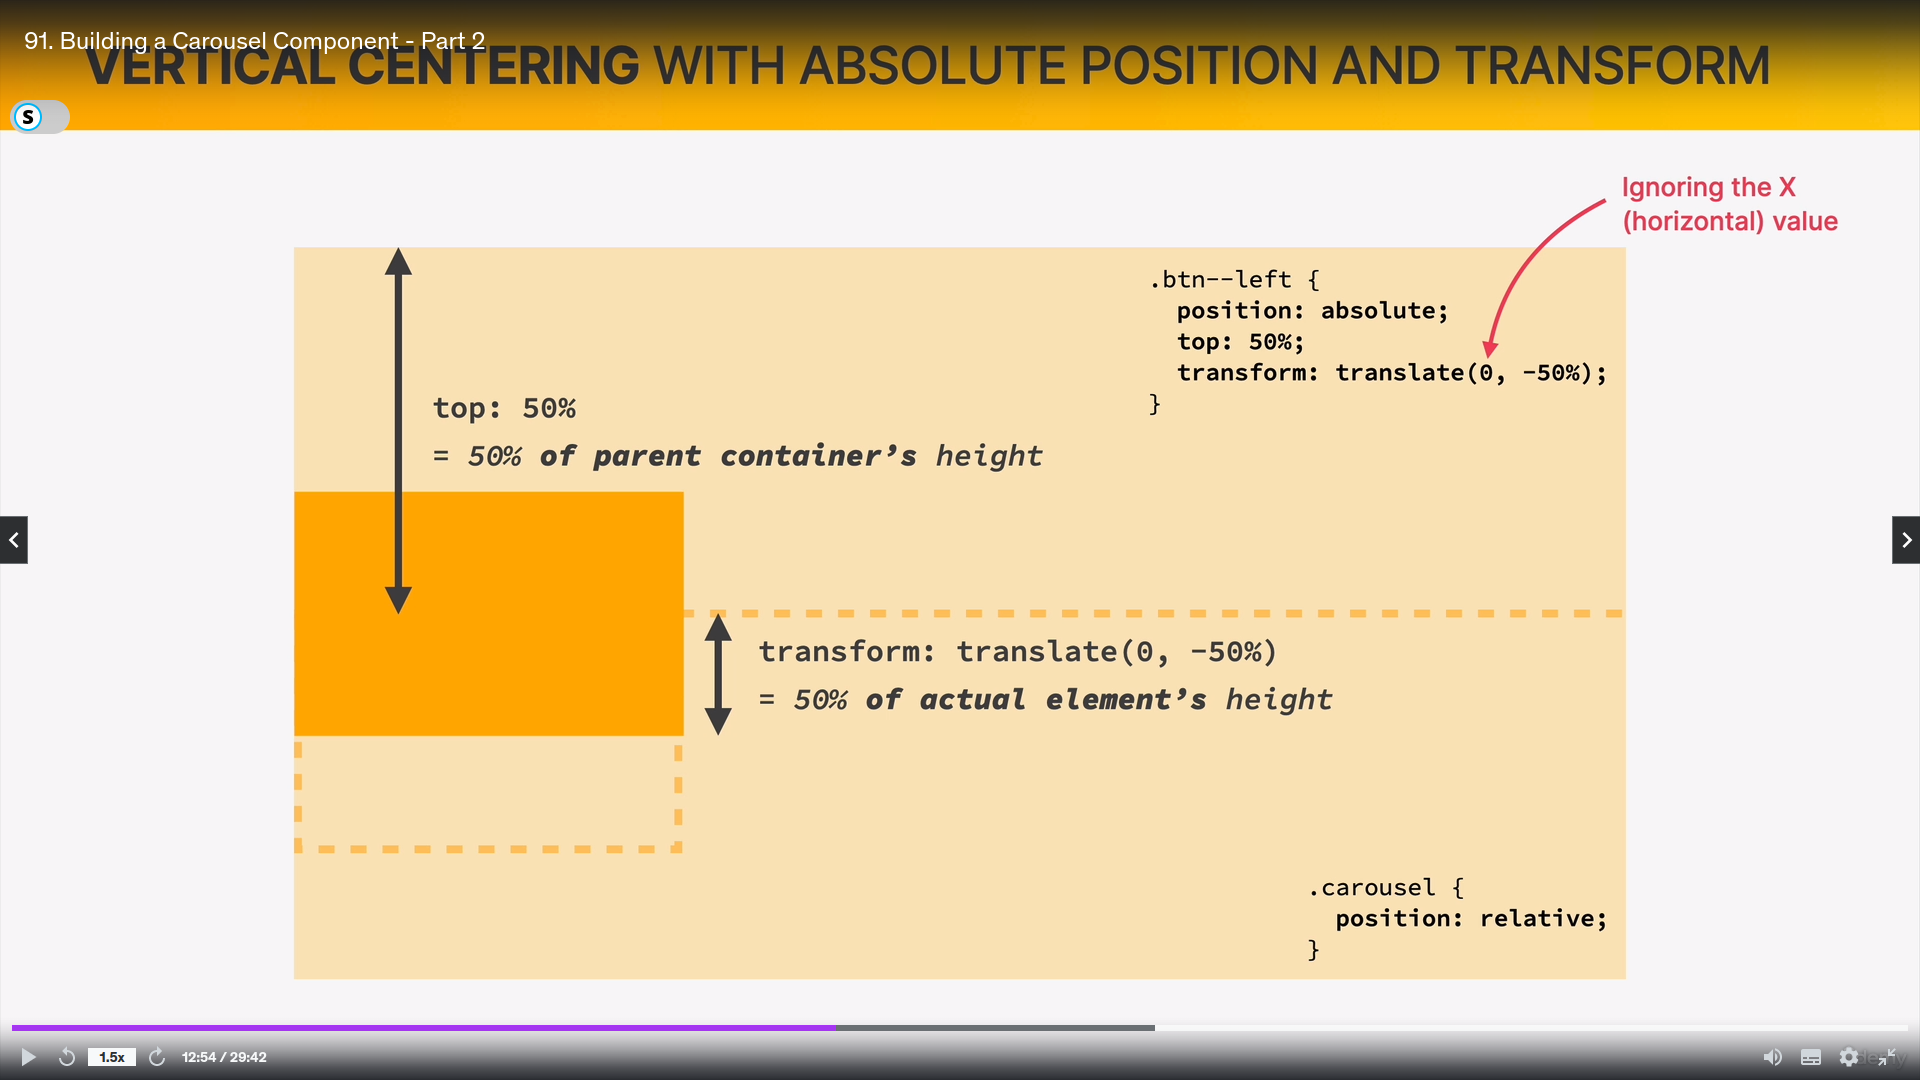 91. Building a Carousel Component - Part 2
VERTICAL CENTERING WITH ABSOLUTE POSITION AND TRANSFORM
S
Ignoring the X
(horizontal) value
.btn--left {
position: absolute;
top: 50%;
transform: translate(0, -50%);
}
top: 50%
= 50% of parent container’s height
transform: translate(0, -50%)
= 50% of actual element’s height
.carousel {
position: relative;
}
1.5x
12:54 / 29:42